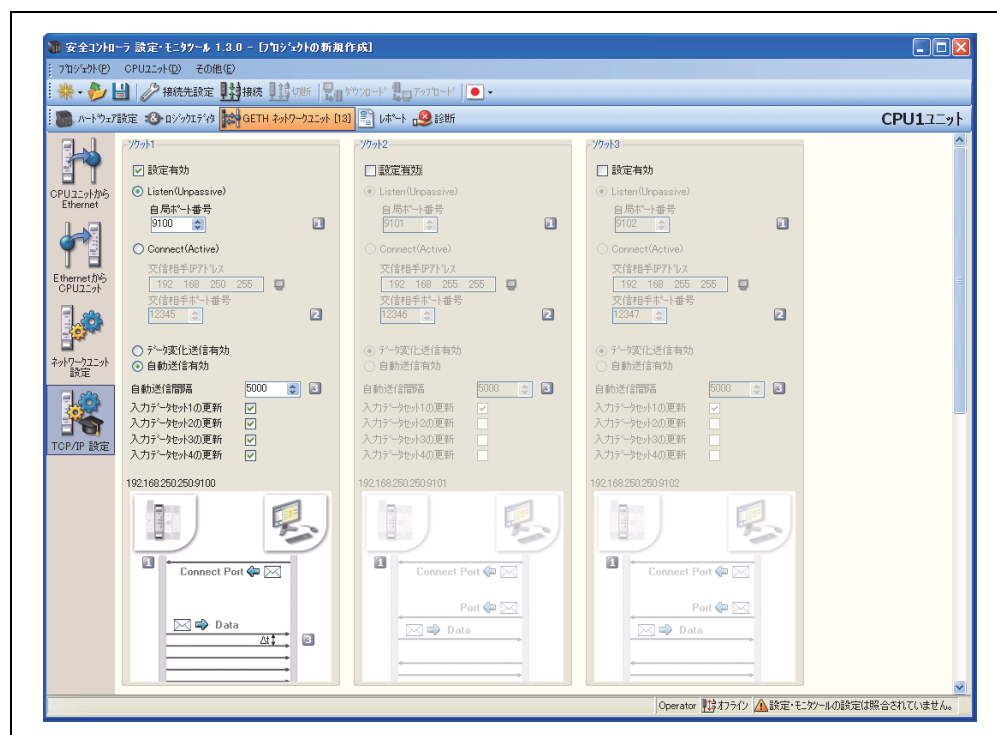 安全コントローラ 設定・モニタツール 1.3.0 - [プロジェクトの新規作成]
プロジェクト(P) CPUユニット(D) その他(E)
接続先設定 接続 切断 ダウンロード アップロード
ハードウェア設定 ロジックエディタ GETH ネットワークユニット [13] レポート 診断 CPU1ユニット
CPUユニットから
Ethernet
Ethernetから
CPUユニット
ネットワークユニット
設定
TCP/IP 設定
ソケット1
設定有効
Listen(Unpassive)
自局ポート番号
9100 1
Connect(Active)
交信相手IPアドレス
192 168 250 255
交信相手ポート番号
12345 2
データ変化送信有効
自動送信有効
自動送信間隔 5000 3
入力データセット1の更新
入力データセット2の更新
入力データセット3の更新
入力データセット4の更新
192.168.250.250:9100
1
Connect Port
Data
Δt 3
ソケット2
設定有効
Listen(Unpassive)
自局ポート番号
9101 1
Connect(Active)
交信相手IPアドレス
192 168 255 255
交信相手ポート番号
12346 2
データ変化送信有効
自動送信有効
自動送信間隔 5000 3
入力データセット1の更新
入力データセット2の更新
入力データセット3の更新
入力データセット4の更新
192.168.250.250:9101
1
Connect Port
Port
Data
ソケット3
設定有効
Listen(Unpassive)
自局ポート番号
9102 1
Connect(Active)
交信相手IPアドレス
192 168 255 255
交信相手ポート番号
12347 2
データ変化送信有効
自動送信有効
自動送信間隔 5000 3
入力データセット1の更新
入力データセット2の更新
入力データセット3の更新
入力データセット4の更新
192.168.250.250:9102
1
Connect Port
Port
Data
Operator オフライン 設定・モニタツールの設定は照合されていません。